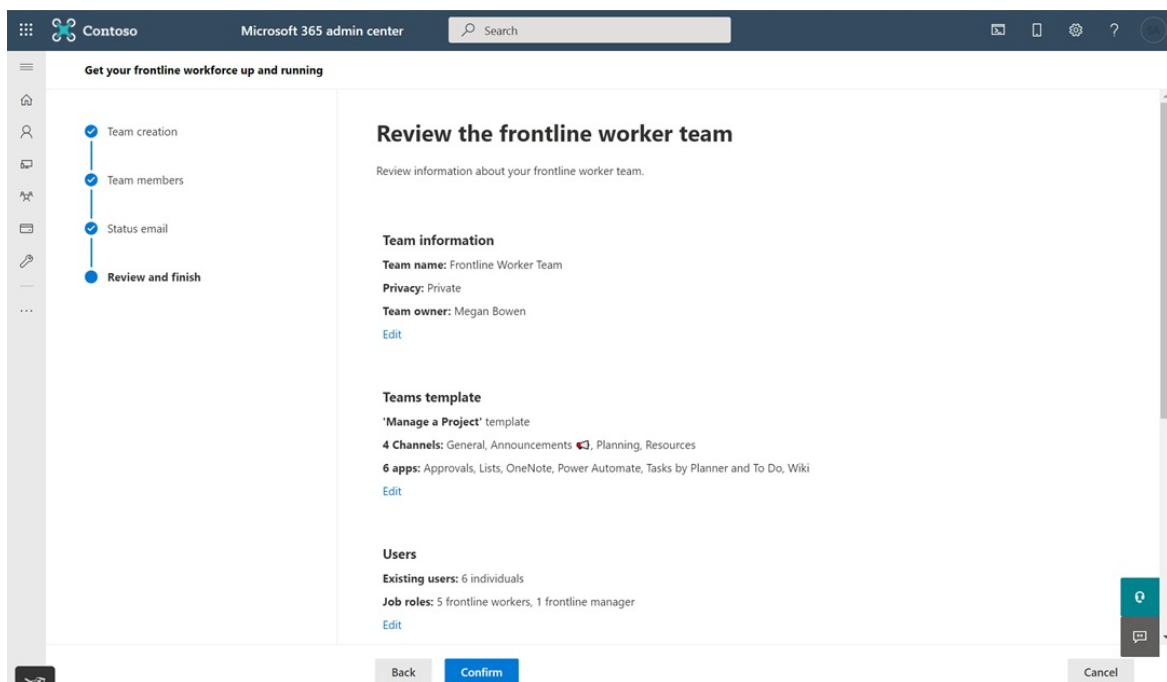 Contoso
Microsoft 365 admin center
Search
Get your frontline workforce up and running
Team creation
Team members
Status email
Review and finish
Review the frontline worker team
Review information about your frontline worker team.
Team information
Team name: Frontline Worker Team
Privacy: Private
Team owner: Megan Bowen
Edit
Teams template
'Manage a Project' template
4 Channels: General, Announcements 📢, Planning, Resources
6 apps: Approvals, Lists, OneNote, Power Automate, Tasks by Planner and To Do, Wiki
Edit
Users
Existing users: 6 individuals
Job roles: 5 frontline workers, 1 frontline manager
Edit
Back
Confirm
Cancel